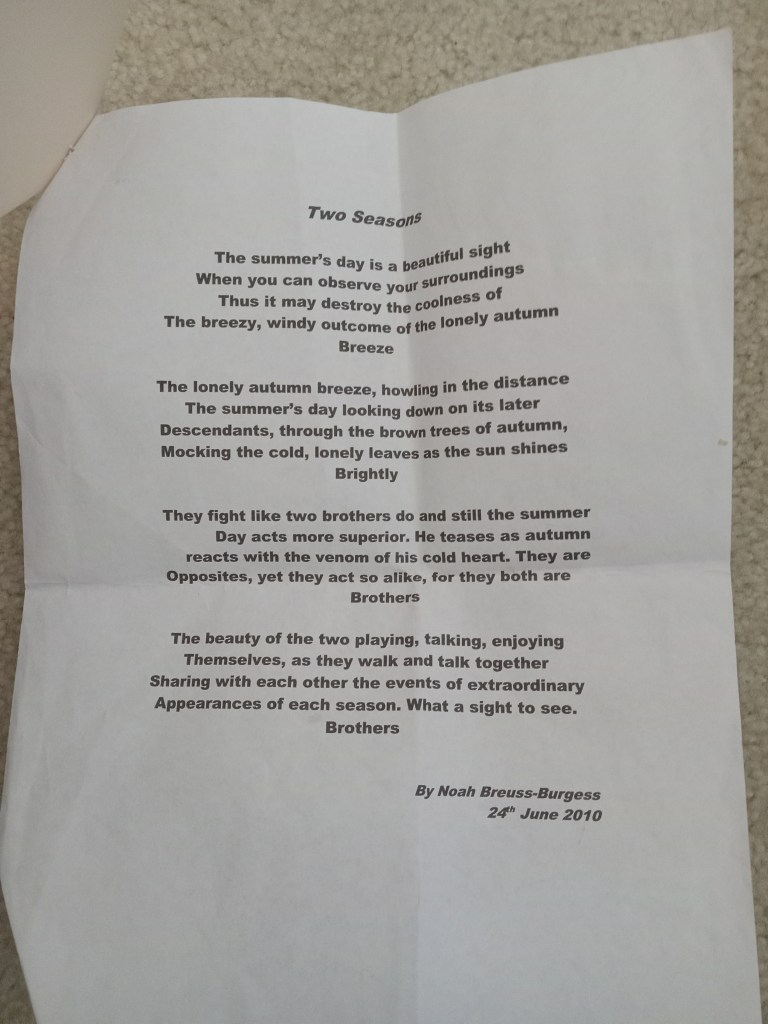 Two Seasons
The summer's day is a beautiful sight
When you can observe your surroundings
Thus it may destroy the coolness of
The breezy, windy outcome of the lonely autumn
Breeze
The lonely autumn breeze, howling in the distance
The summer's day looking down on its later
Descendants, through the brown trees of autumn,
Mocking the cold, lonely leaves as the sun shines
Brightly
They fight like two brothers do and still the summer
Day acts more superior. He teases as autumn
reacts with the venom of his cold heart. They are
Opposites, yet they act so alike, for they both are
Brothers
The beauty of the two playing, talking, enjoying
Themselves, as they walk and talk together
Sharing with each other the events of extraordinary
Appearances of each season. What a sight to see.
Brothers
By Noah Breuss-Burgess
24th June 2010